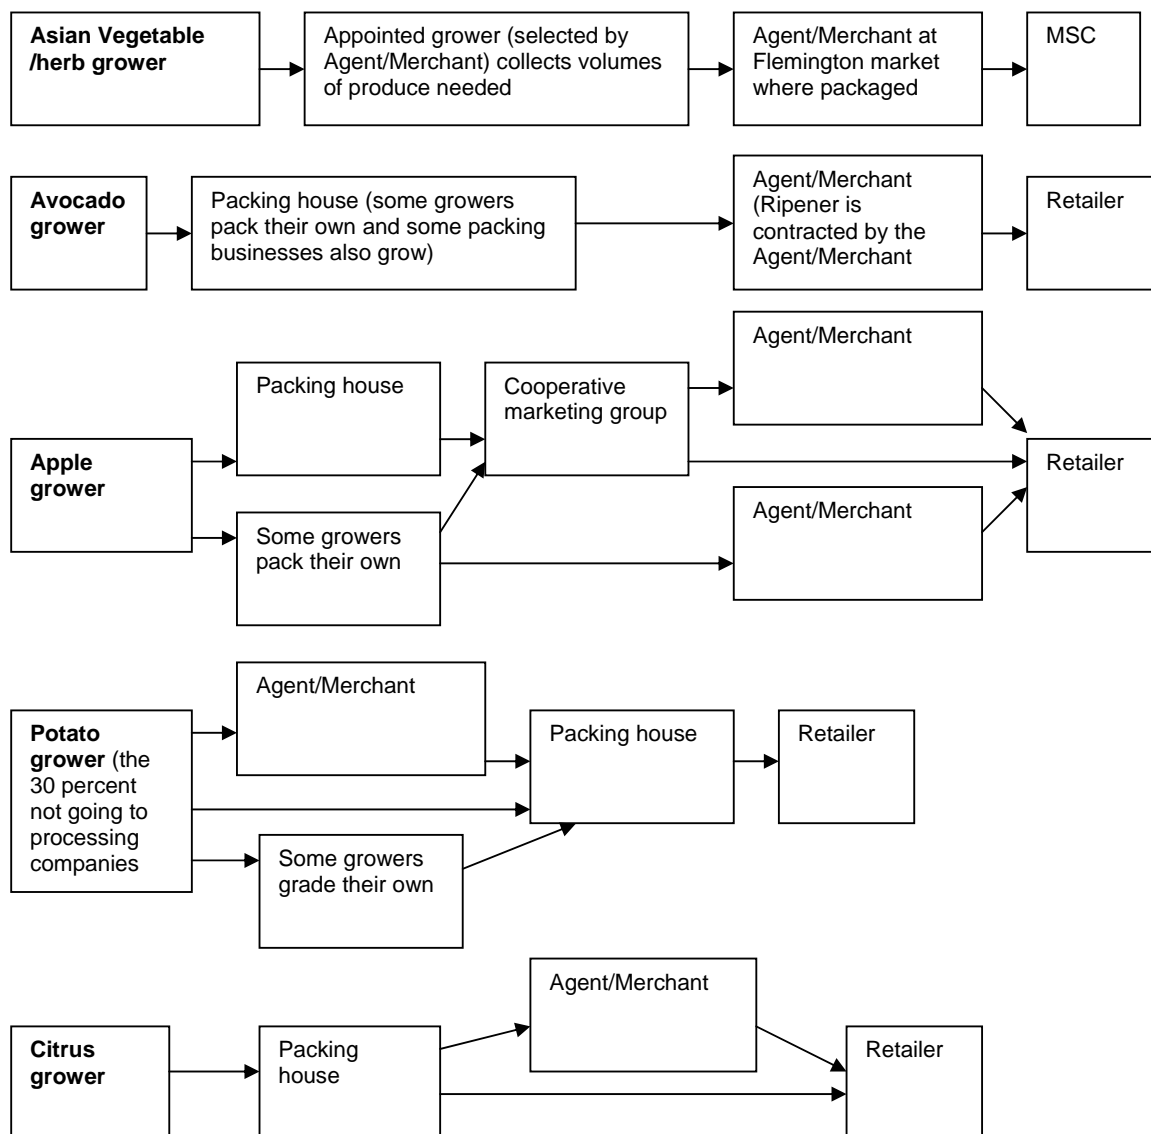 Asian Vegetable
/herb grower
Appointed grower (selected by
Agent/Merchant) collects volumes
of produce needed
Agent/Merchant at
Flemington market
where packaged
MSC
Avocado
grower
Packing house (some growers
pack their own and some packing
businesses also grow)
Agent/Merchant
(Ripener is
contracted by the
Agent/Merchant
Retailer
Apple
grower
Packing house
Some growers
pack their own
Cooperative
marketing group
Agent/Merchant
Agent/Merchant
Retailer
Potato
grower (the
30 percent
not going to
processing
companies
Agent/Merchant
Some growers
grade their own
Packing house
Retailer
Citrus
grower
Packing
house
Agent/Merchant
Retailer